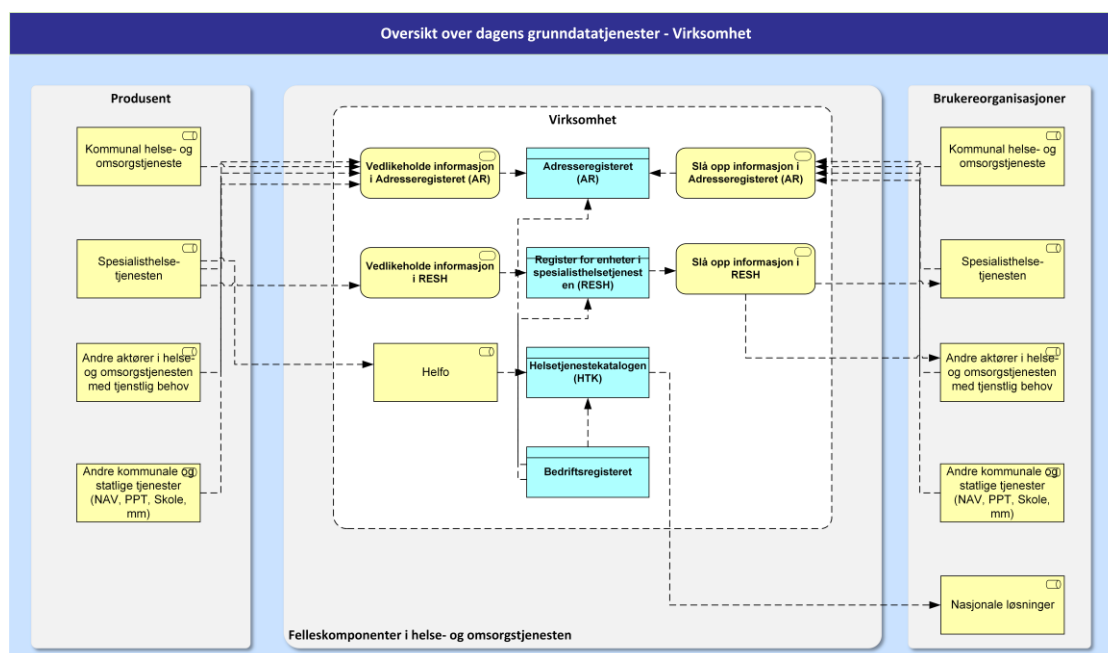 Oversikt over dagens grunndatatjenester - Virksomhet
Produsent
Kommunal helse- og
omsorgstjeneste
Spesialisthelse-
tjenesten
Andre aktører i helse-
og omsorgstjenesten
med tjenstlig behov
Andre kommunale og
statlige tjenester
(NAV, PPT, Skole,
mm)
Virksomhet
Vedlikeholde informasjon
i Adresseregisteret (AR)
Adresseregisteret
(AR)
Slå opp informasjon i
Adresseregisteret (AR)
Vedlikeholde informasjon
i RESH
Register for enheter i
spesialisthelsetjenest
en (RESH)
Slå opp informasjon i
RESH
Helfo
Helsetjenestekatalogen
(HTK)
Bedriftsregisteret
Felleskomponenter i helse- og omsorgstjenesten
Brukereorganisasjoner
Kommunal helse- og
omsorgstjeneste
Spesialisthelse-
tjenesten
Andre aktører i helse-
og omsorgstjenesten
med tjenstlig behov
Andre kommunale og
statlige tjenester
(NAV, PPT, Skole,
mm)
Nasjonale løsninger